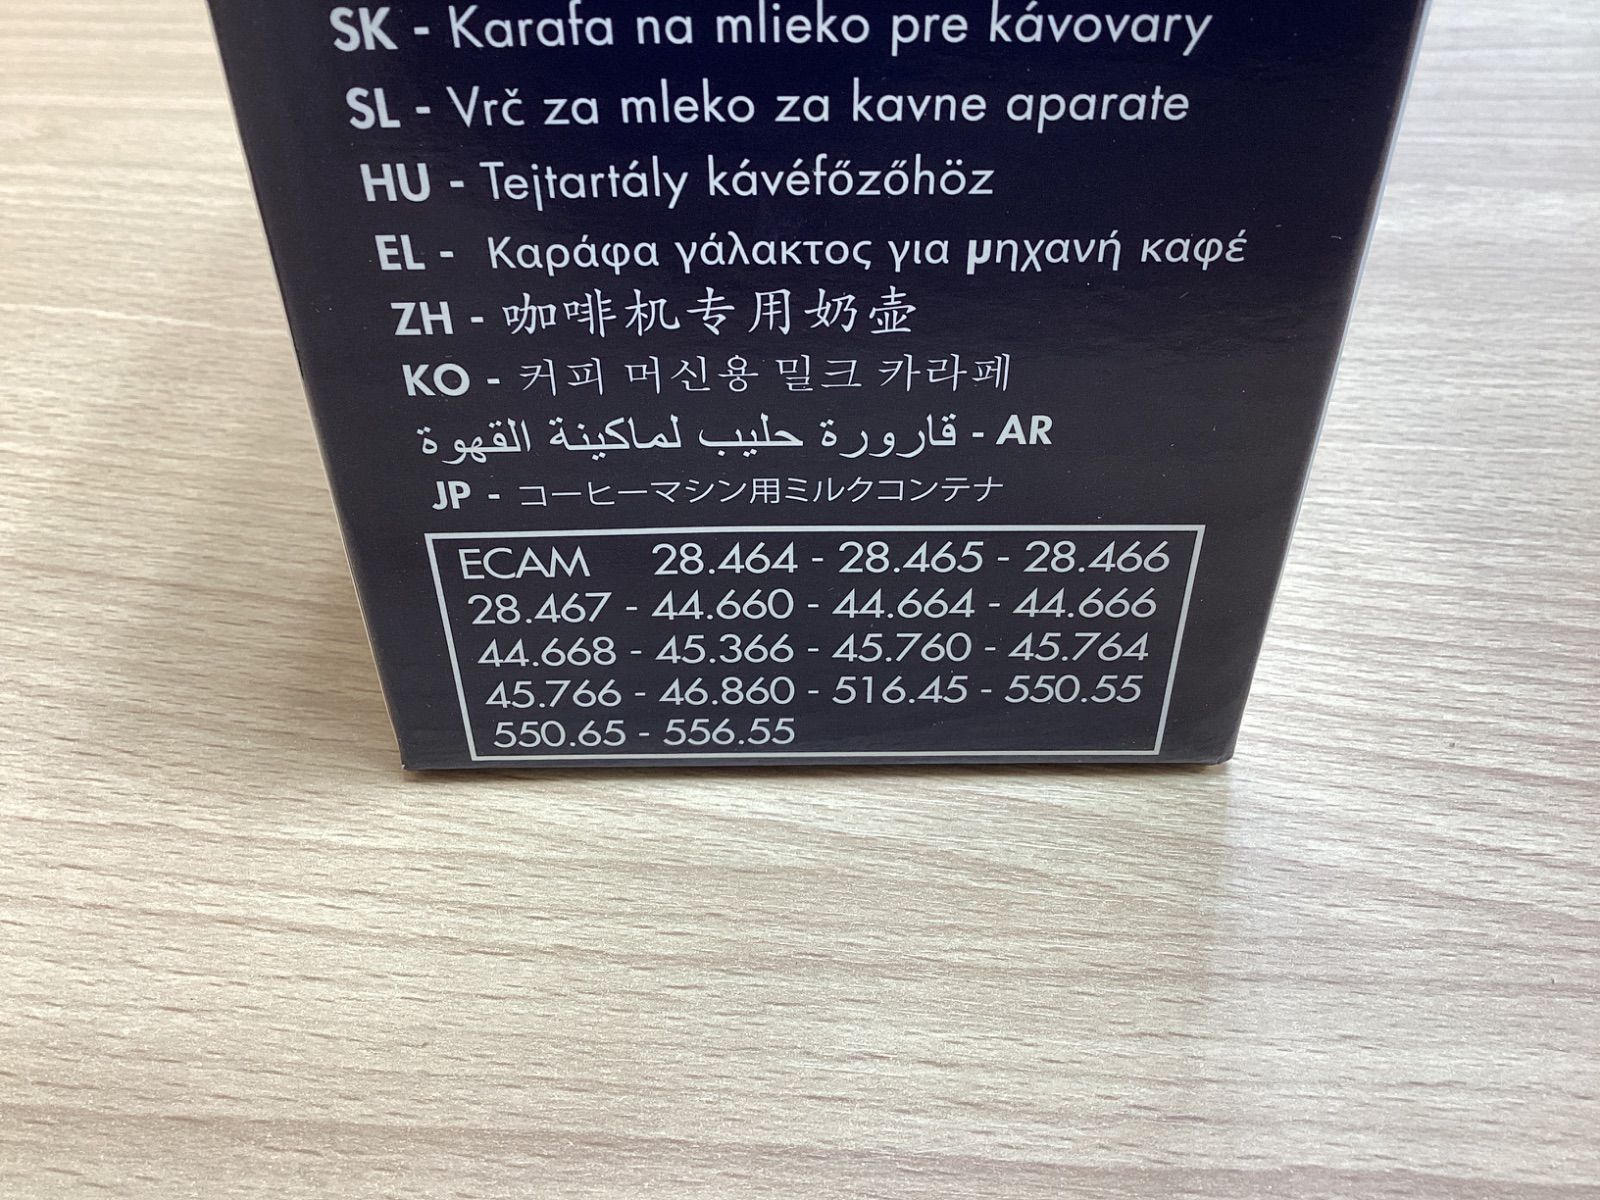 SK - Karafa na mlieko pre kávovary
SL - Vrč za mleko za kavne aparate
HU - Tejtartály kávéfőzőhöz
EL - Καράφα γάλακτος για μηχανή καφέ
ZH - 咖啡机专用奶壶
KO - 커피 머신용 밀크 카라페
AR - قارورة حليب لماكينة القهوة
JP - コーヒーマシン用ミルクコンテナ
ECAM 28.464 - 28.465 - 28.466
28.467 - 44.660 - 44.664 - 44.666
44.668 - 45.366 - 45.760 - 45.764
45.766 - 46.860 - 516.45 - 550.55
550.65 - 556.55